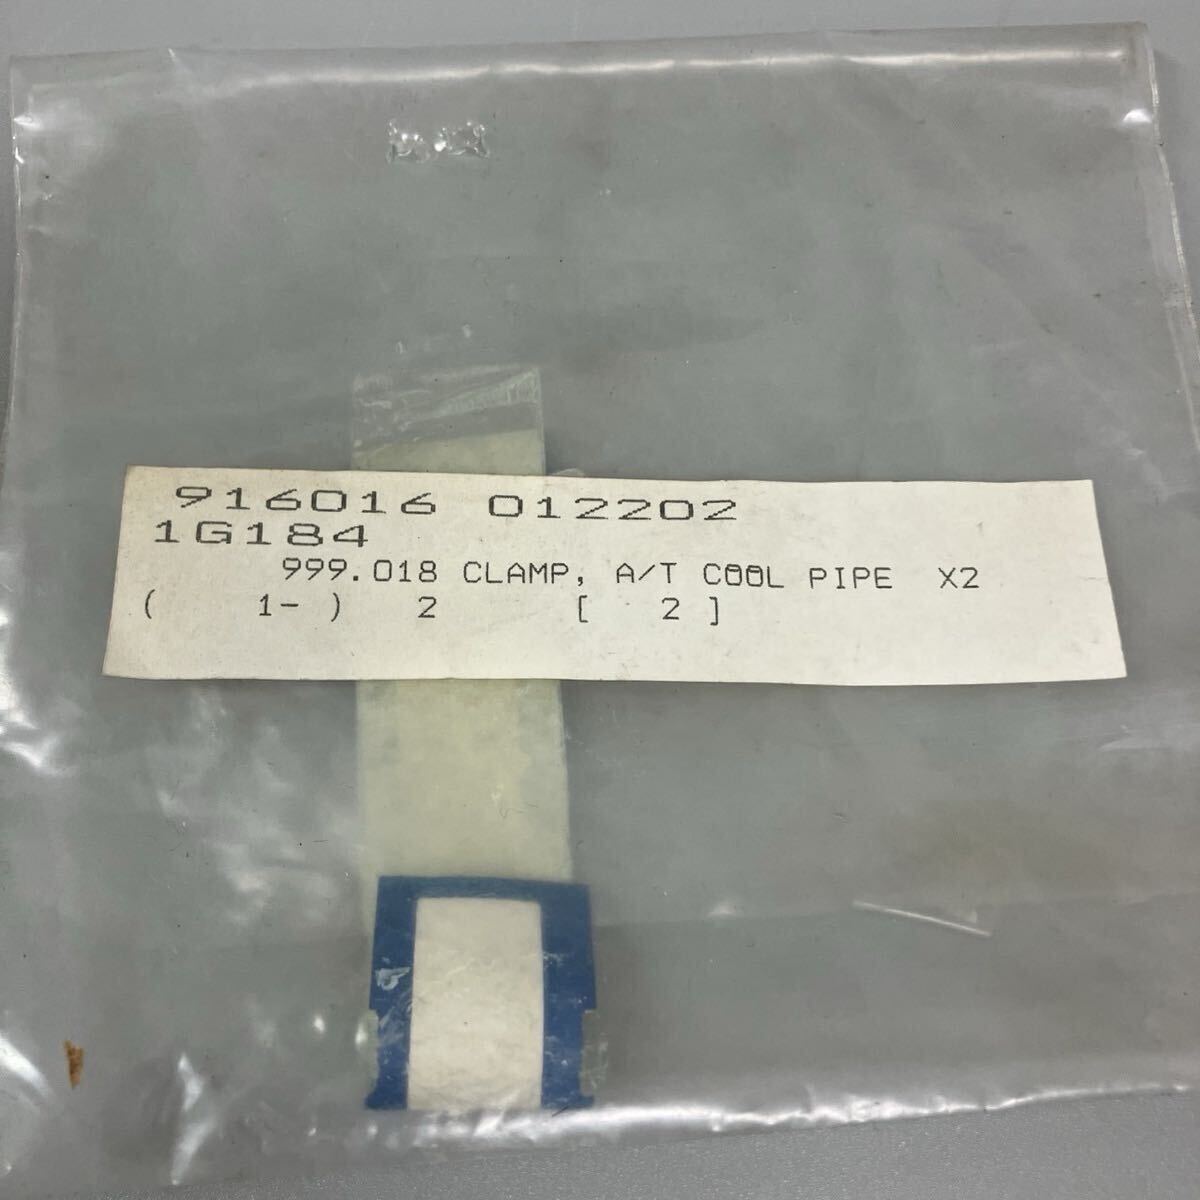 916016 012202
1G184
999.018 CLAMP, A/T COOL PIPE X2
( 1- ) 2 [ 2 ]